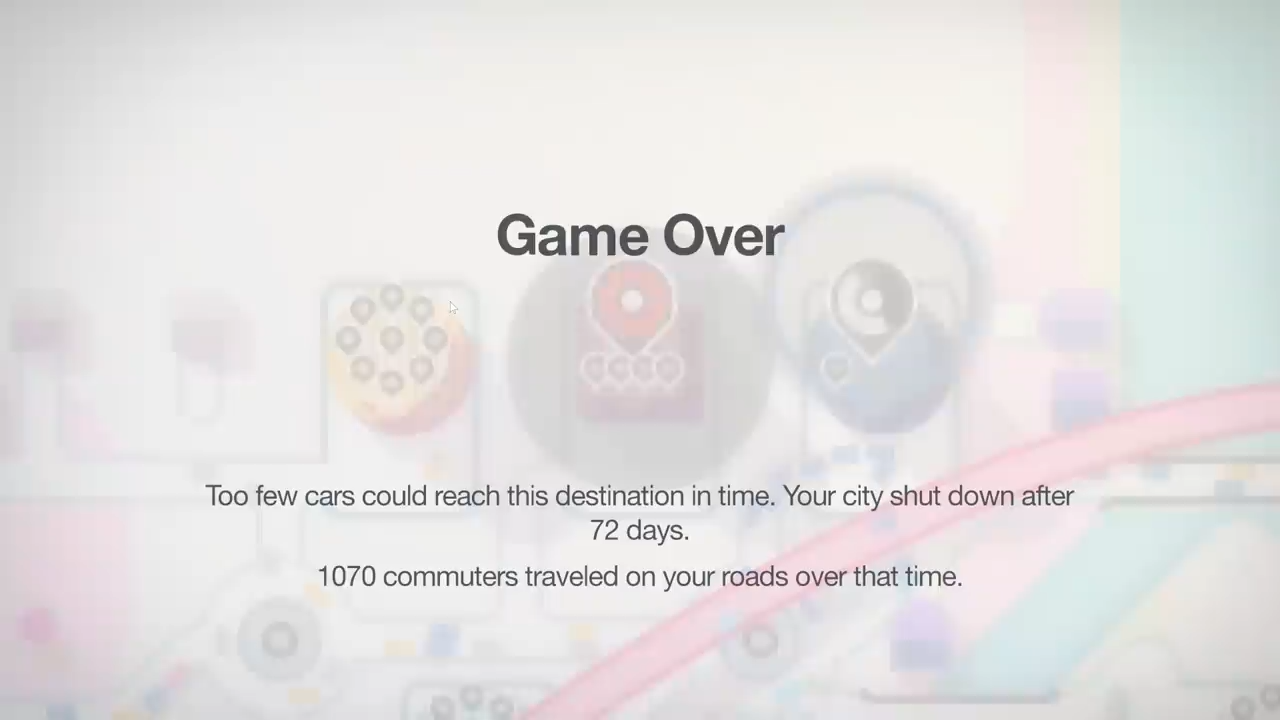 Game Over
Too few cars could reach this destination in time. Your city shut down after
72 days.
1070 commuters traveled on your roads over that time.